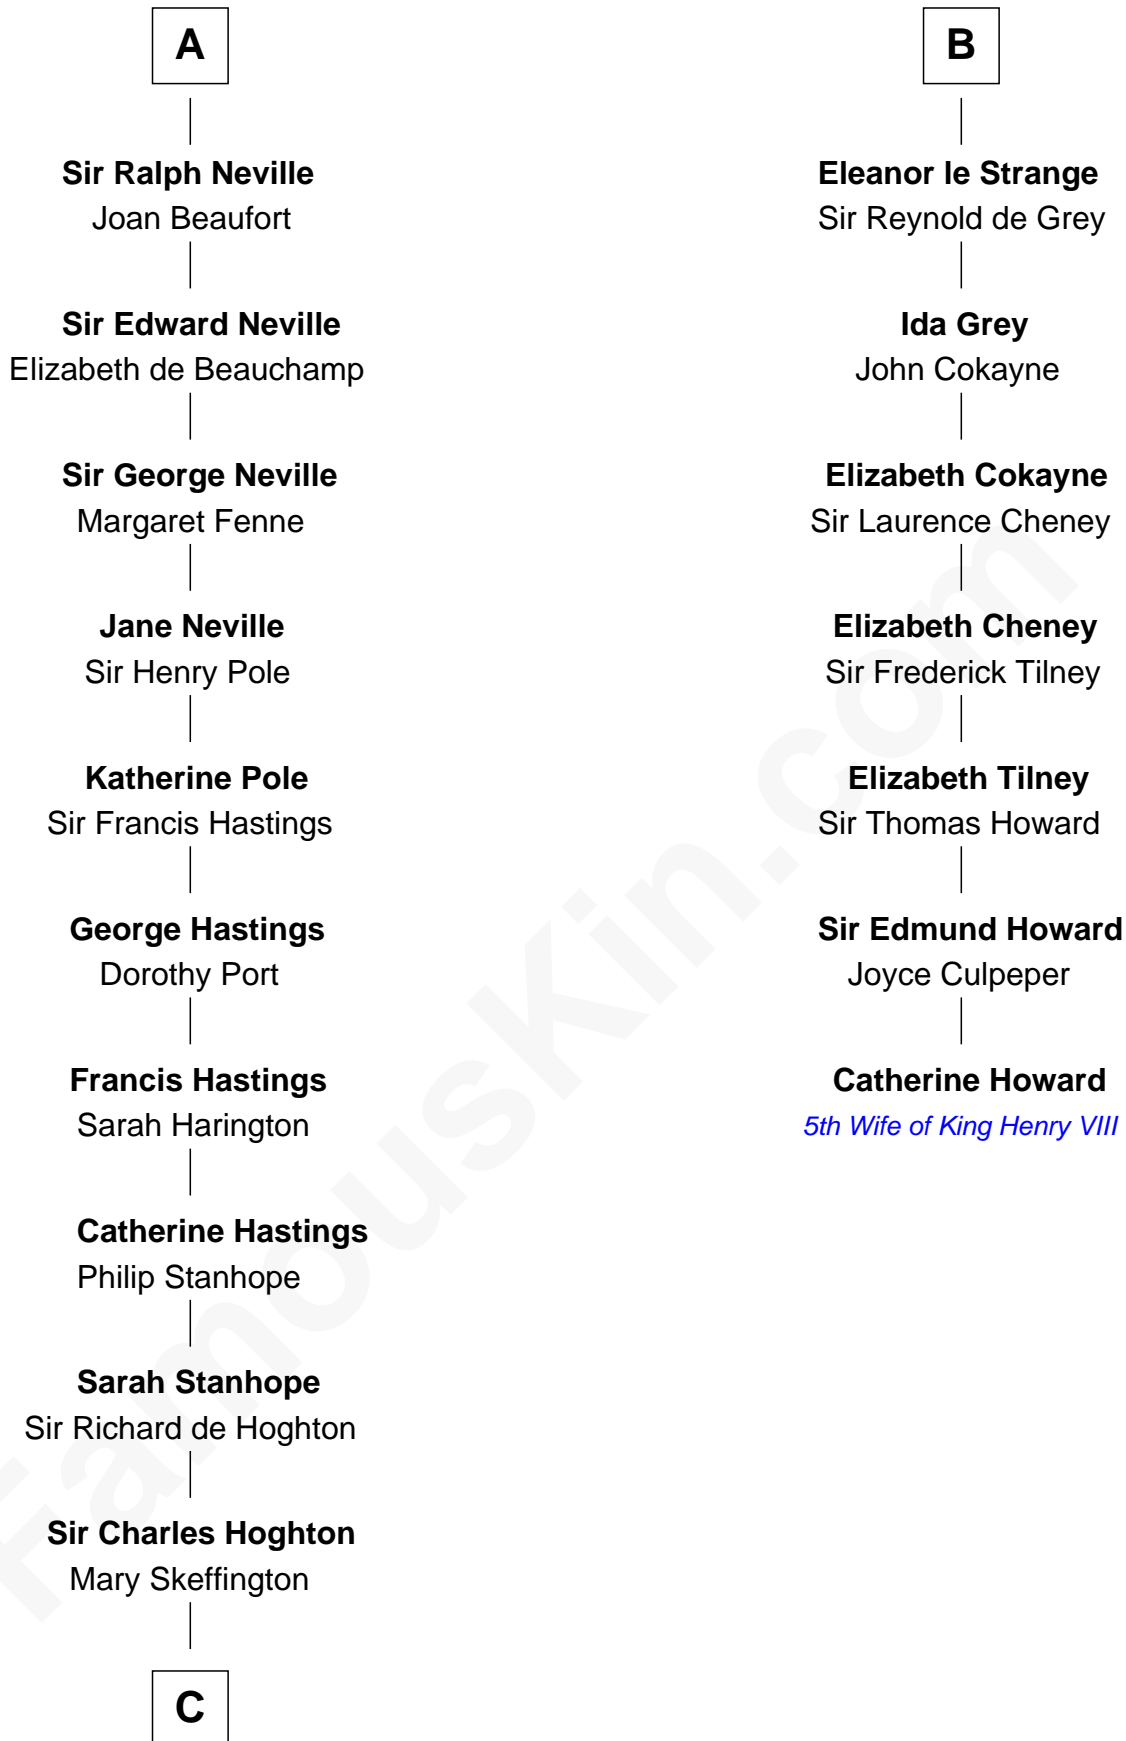 A
Sir Ralph Neville
Joan Beaufort
Sir Edward Neville
Elizabeth de Beauchamp
Sir George Neville
Margaret Fenne
Jane Neville
Sir Henry Pole
Katherine Pole
Sir Francis Hastings
George Hastings
Dorothy Port
Francis Hastings
Sarah Harington
Catherine Hastings
Philip Stanhope
Sarah Stanhope
Sir Richard de Hoghton
Sir Charles Hoghton
Mary Skeffington
C
B
Eleanor le Strange
Sir Reynold de Grey
Ida Grey
John Cokayne
Elizabeth Cokayne
Sir Laurence Cheney
Elizabeth Cheney
Sir Frederick Tilney
Elizabeth Tilney
Sir Thomas Howard
Sir Edmund Howard
Joyce Culpeper
Catherine Howard
5th Wife of King Henry VIII
FamousKin.com